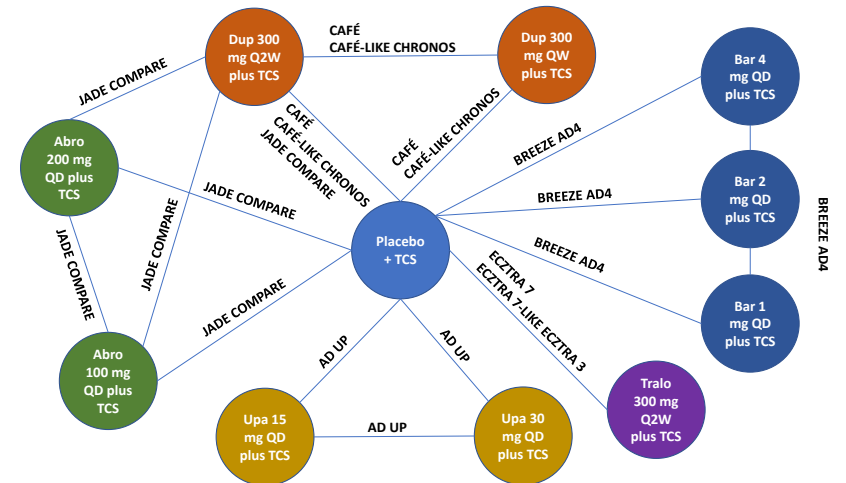 Dup 300
mg Q2W
plus TCS
CAFÉ
CAFÉ-LIKE CHRONOS
Dup 300
mg QW
plus TCS
Bar 4
mg QD
plus TCS
JADE COMPARE
CAFÉ
CAFÉ-LIKE CHRONOS
JADE COMPARE
CAFÉ
CAFÉ-LIKE CHRONOS
BREEZE AD4
Abro
200 mg
QD plus
TCS
JADE COMPARE
BREEZE AD4
Bar 2
mg QD
plus TCS
BREEZE AD4
JADE COMPARE
JADE COMPARE
Placebo
+ TCS
BREEZE AD4
ECZTRA 7
ECZTRA 7-LIKE ECZTRA 3
JADE COMPARE
Bar 1
mg QD
plus TCS
Abro
100 mg
QD plus
TCS
AD UP
AD UP
Upa 15
mg QD
plus TCS
AD UP
Upa 30
mg QD
plus TCS
Tralo
300 mg
Q2W
plus TCS